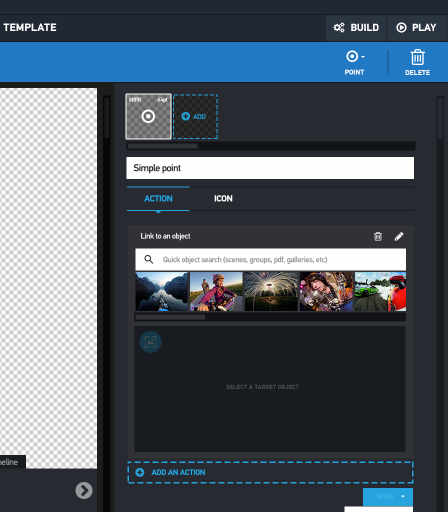 TEMPLATE
BUILD
PLAY
POINT
DELETE
ADD
Simple point
ACTION
ICON
Link to an object
Quick object search (scenes, groups, pdf, galleries, etc)
SELECT A TARGET OBJECT
ADD AN ACTION